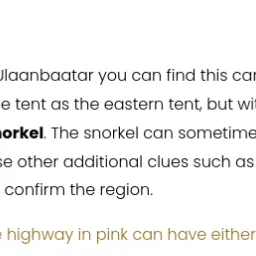 Ulaanbaatar you can find this car
e tent as the eastern tent, but wi
norkel. The snorkel can sometime
se other additional clues such as
confirm the region.
e highway in pink can have either